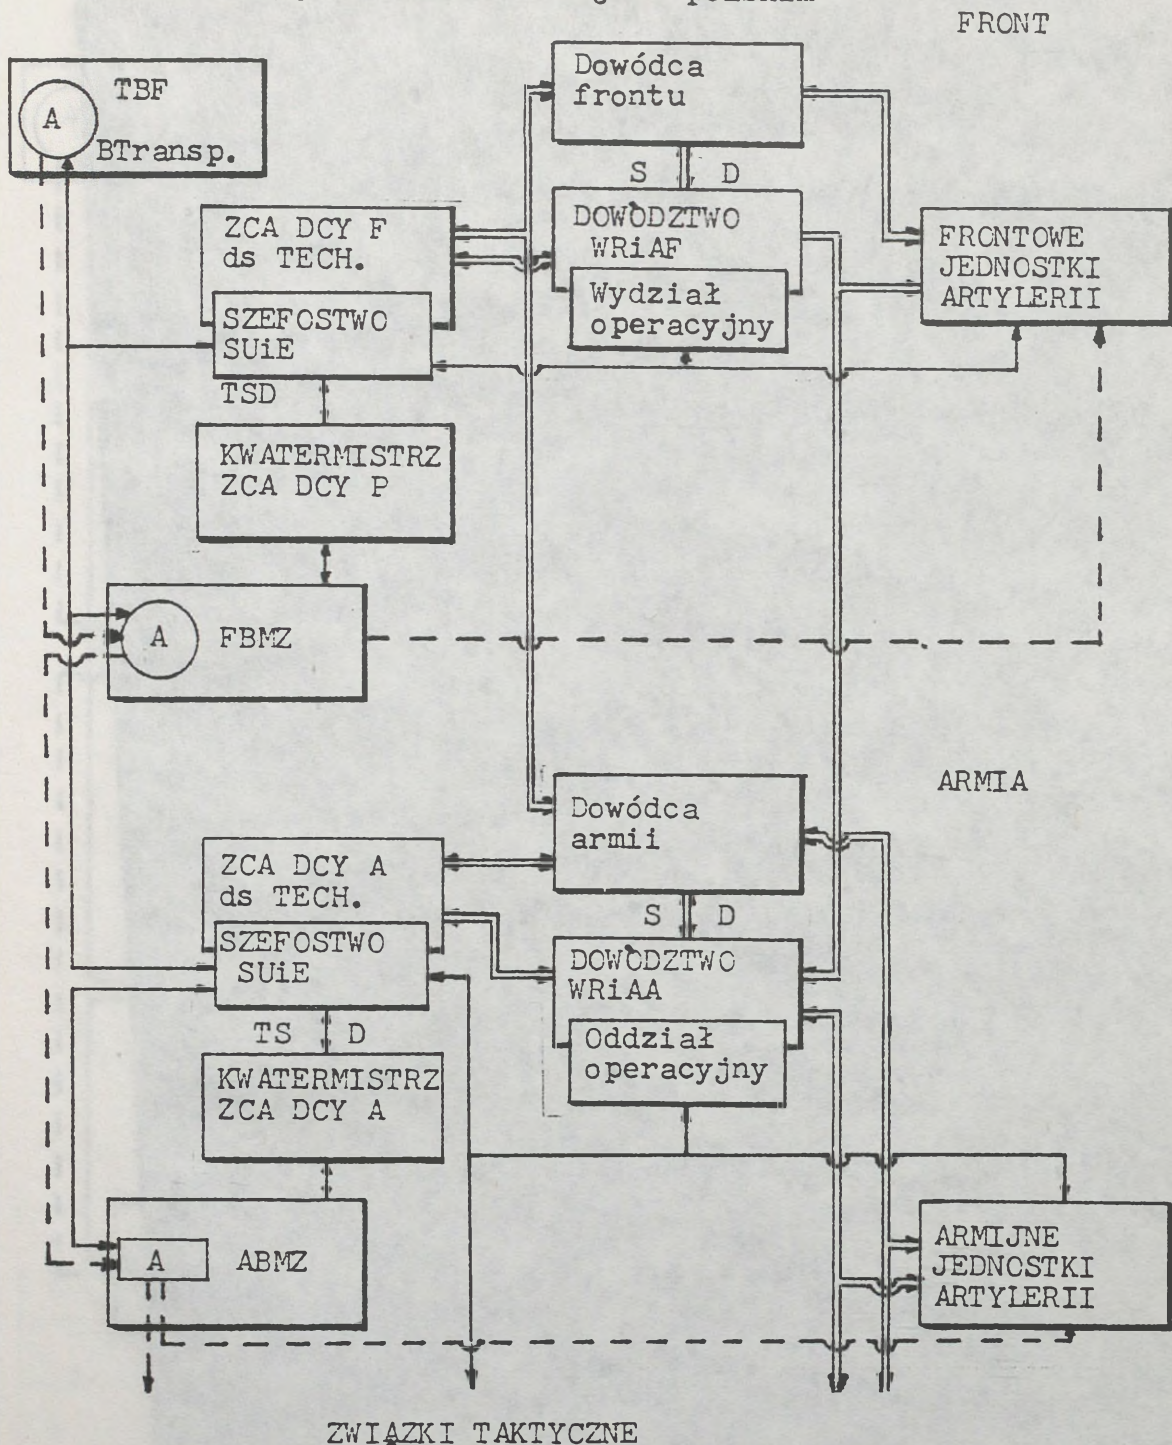 FRONT
TBF
A
BTransp.
Dowódca
frontu
S D
ZCA DCY F
ds TECH.
SZEFOSTWO
SUiE
TSD
DOWÓDZTWO
WRiAF
Wydział
operacyjny
FRONTOWE
JEDNOSTKI
ARTYLERII
KWATERMISTRZ
ZCA DCY P
A
FBMZ
ARMIA
Dowódca
armii
S D
ZCA DCY A
ds TECH.
SZEFOSTWO
SUiE
TS D
DOWÓDZTWO
WRiAA
Oddział
operacyjny
KWATERMISTRZ
ZCA DCY A
A
ABMZ
ARMIJNE
JEDNOSTKI
ARTYLERII
ZWIĄZKI TAKTYCZNE